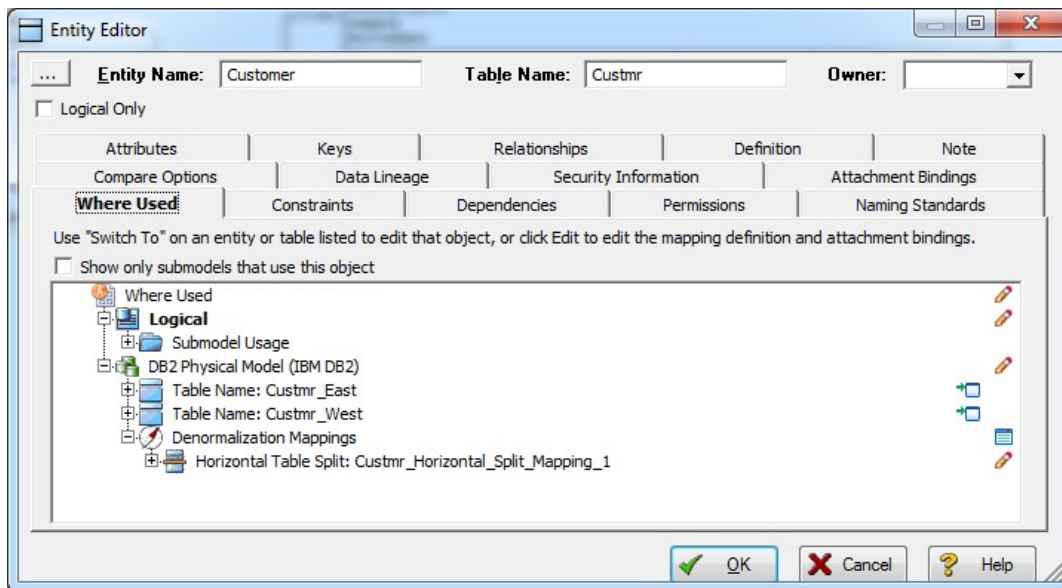 Entity Editor
... Entity Name: Customer Table Name: Custmr Owner:
Logical Only
Attributes Keys Relationships Definition Note
Compare Options Data Lineage Security Information Attachment Bindings
Where Used Constraints Dependencies Permissions Naming Standards
Use "Switch To" on an entity or table listed to edit that object, or click Edit to edit the mapping definition and attachment bindings.
Show only submodels that use this object
Where Used
Logical
Submodel Usage
DB2 Physical Model (IBM DB2)
Table Name: Custmr_East
Table Name: Custmr_West
Denormalization Mappings
Horizontal Table Split: Custmr_Horizontal_Split_Mapping_1
OK Cancel Help